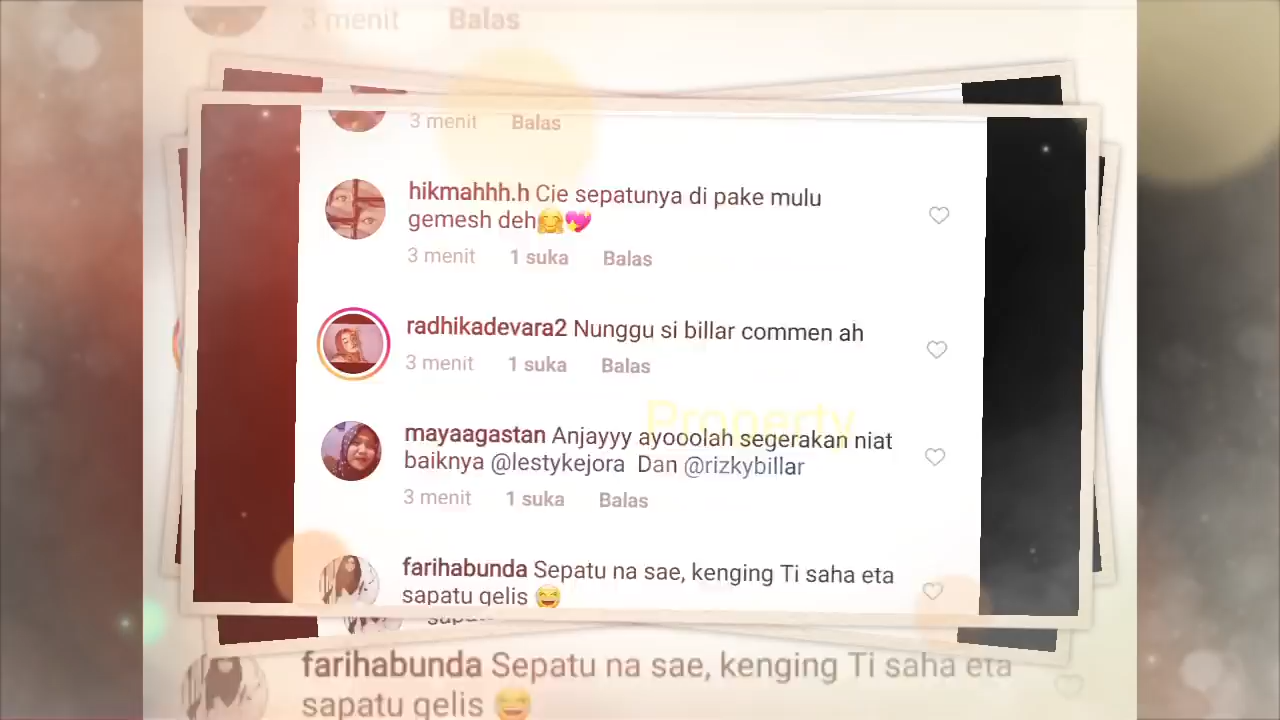 3 menit Balas
3 menit Balas
hikmahhh.h Cie sepatunya di pake mulu
gemesh deh🤗💖
3 menit 1 suka Balas
radhikadevara2 Nunggu si billar commen ah
3 menit 1 suka Balas
Property
mayaagastan Anjayyy ayooolah segerakan niat
baiknya @lestykejora Dan @rizkybillar
3 menit 1 suka Balas
farihabunda Sepatu na sae, kenging Ti saha eta
sapatu gelis 😆
farihabunda Sepatu na sae, kenging Ti saha eta
sapatu gelis 😆